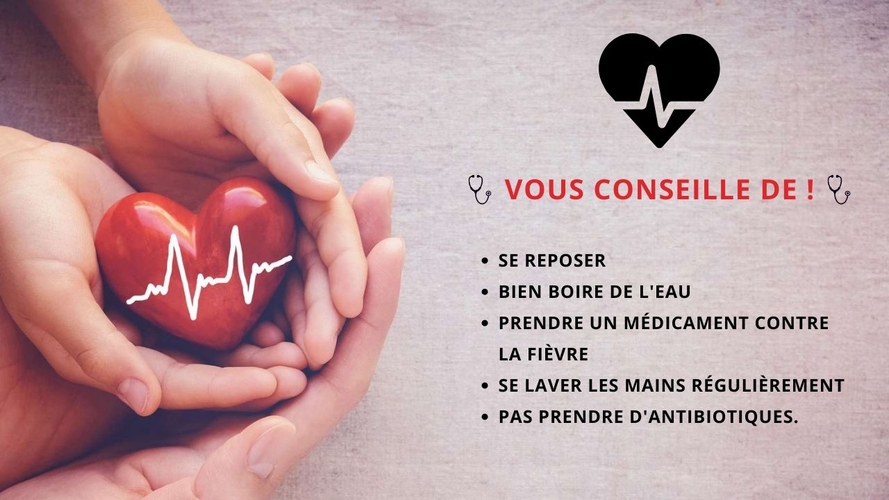 VOUS CONSEILLE DE !
SE REPOSER
BIEN BOIRE DE L'EAU
PRENDRE UN MÉDICAMENT CONTRE
LA FIÈVRE
SE LAVER LES MAINS RÉGULIÈREMENT
PAS PRENDRE D'ANTIBIOTIQUES.